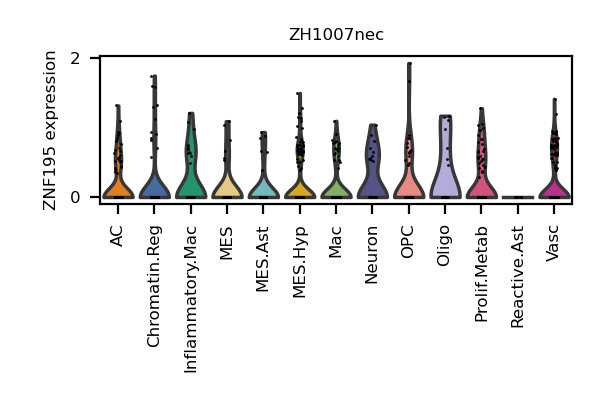 ZH1007nec
ZNF195 expression
2
0
AC
Chromatin.Reg
Inflammatory.Mac
MES
MES.Ast
MES.Hyp
Mac
Neuron
OPC
Oligo
Prolif.Metab
Reactive.Ast
Vasc